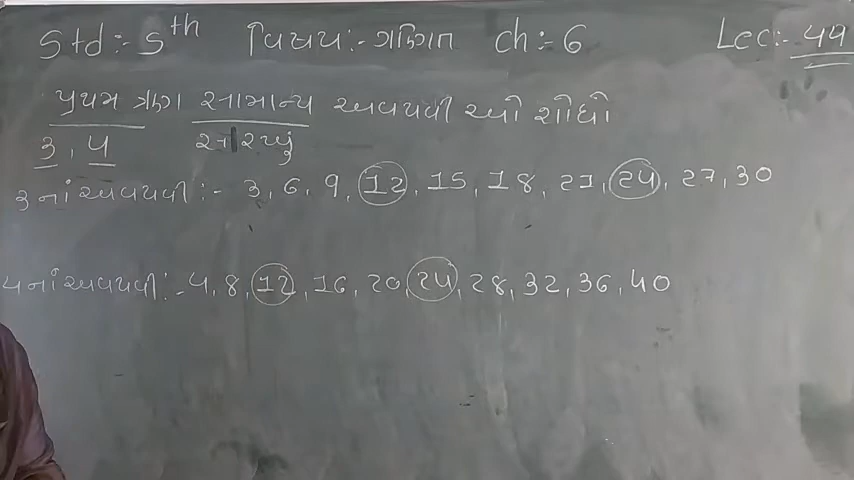 Std:- 5th વિષય:- ગણિત ch:- 6 Lec:- 49
પ્રથમ ત્રણ સામાન્ય અવયવી શોધો
3, 4 સરખું
3 નાં અવયવી :- 3, 6, 9, 12, 15, 18, 21, 24, 27, 30
4 નાં અવયવી :- 4, 8, 12, 16, 20, 24, 28, 32, 36, 40